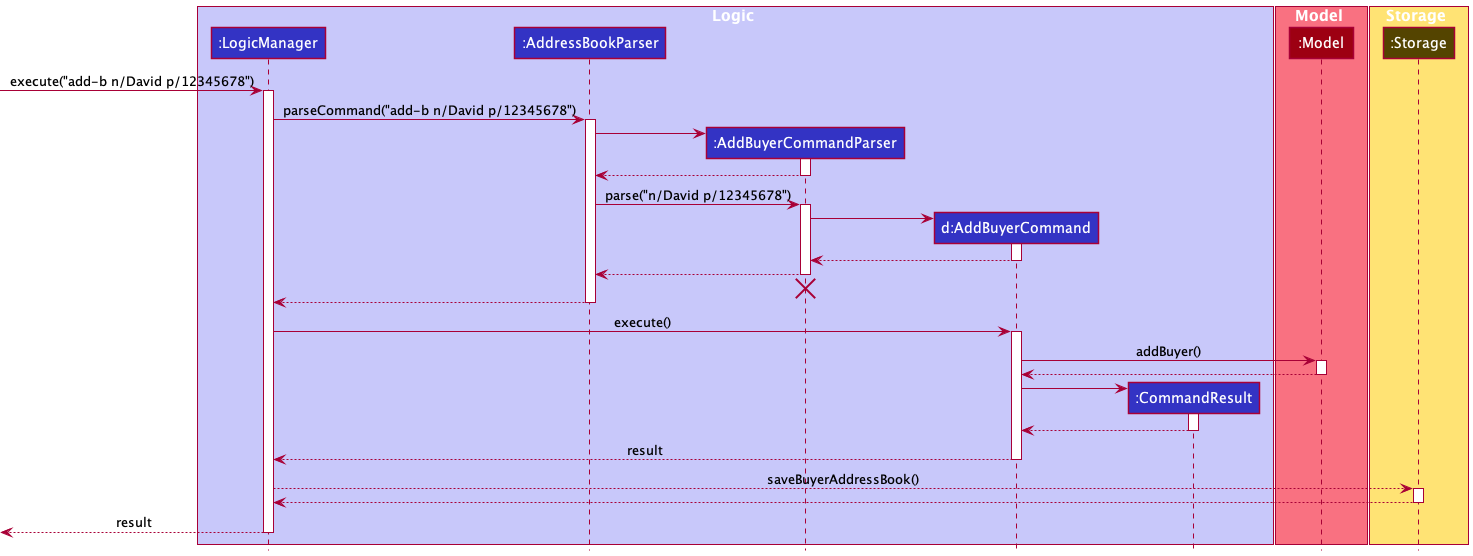 Logic
Model
Storage
:LogicManager
:AddressBookParser
:Model
:Storage
execute("add-b n/David p/12345678")
parseCommand("add-b n/David p/12345678")
:AddBuyerCommandParser
parse("n/David p/12345678")
d:AddBuyerCommand
execute()
addBuyer()
:CommandResult
result
saveBuyerAddressBook()
result